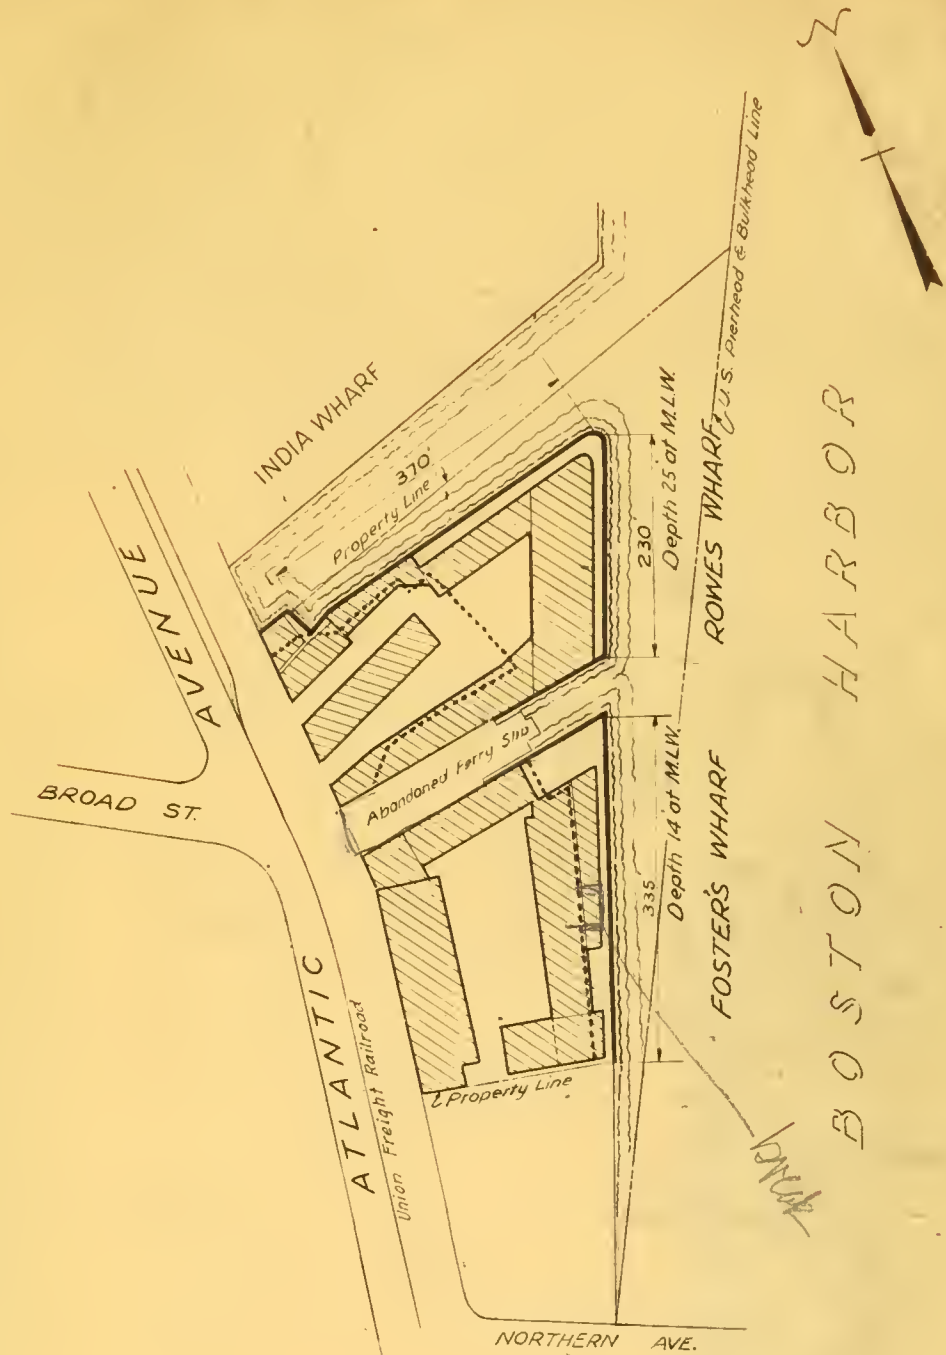 N
U.S. Pierhead & Bulkhead Line
INDIA WHARF
370'
Property Line
230
Depth 25 at M.L.W.
ROWES WHARF
AVENUE
BROAD ST.
Abandoned Ferry Slip
335
Depth 14' at M.L.W.
FOSTER'S WHARF
BOSTON HARBOR
ATLANTIC
Union Freight Railroad
Property Line
break
NORTHERN AVE.